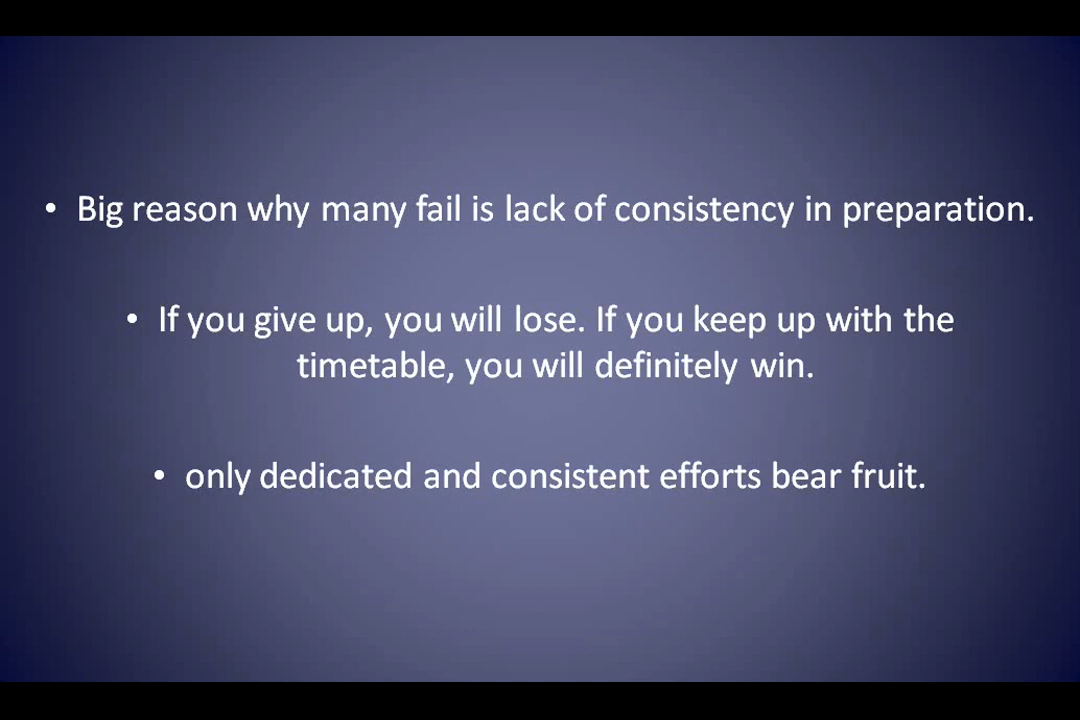 • Big reason why many fail is lack of consistency in preparation.
• If you give up, you will lose. If you keep up with the
timetable, you will definitely win.
• only dedicated and consistent efforts bear fruit.